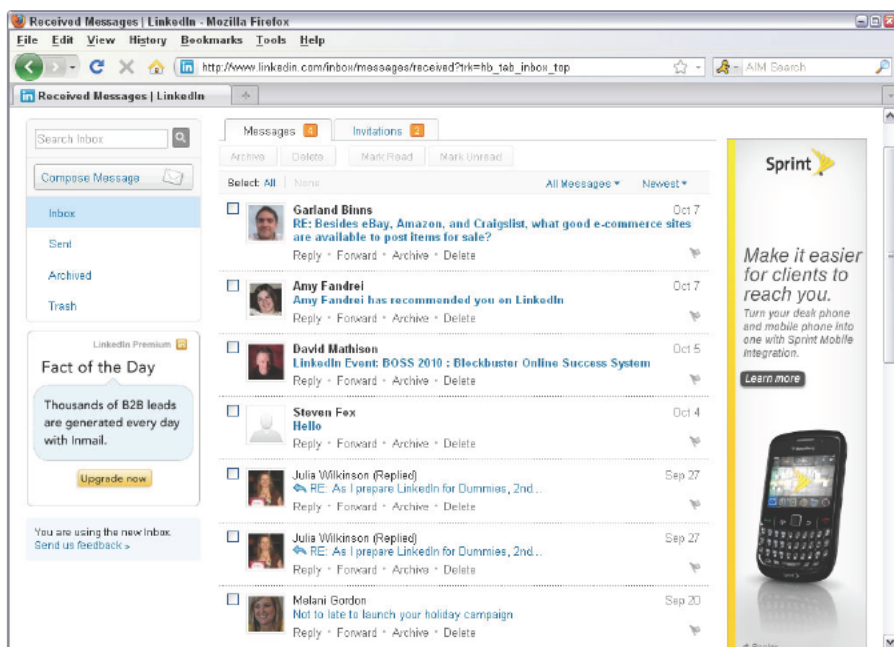 Received Messages | LinkedIn - Mozilla Firefox
File Edit View History Bookmarks Tools Help
http://www.linkedin.com/inbox/messages/received?trk=hb_tab_inbox_top
AIM Search
Received Messages | LinkedIn
Search Inbox
Compose Message
Inbox
Sent
Archived
Trash
LinkedIn Premium
Fact of the Day
Thousands of B2B leads
are generated every day
with Inmail.
Upgrade now
You are using the new Inbox.
Send us feedback »
Messages 4 Invitations 2
Archive Delete Mark Read Mark Unread
Select: All None All Messages Newest
Garland Binns Oct 7
RE: Besides eBay, Amazon, and Craigslist, what good e-commerce sites
are available to post items for sale?
Reply • Forward • Archive • Delete
Amy Fandrei Oct 7
Amy Fandrei has recommended you on LinkedIn
Reply • Forward • Archive • Delete
David Mathison Oct 5
LinkedIn Event: BOSS 2010 : Blockbuster Online Success System
Reply • Forward • Archive • Delete
Steven Fox Oct 4
Hello
Reply • Forward • Archive • Delete
Julia Wilkinson (Replied) Sep 27
RE: As I prepare LinkedIn for Dummies, 2nd...
Reply • Forward • Archive • Delete
Julia Wilkinson (Replied) Sep 27
RE: As I prepare LinkedIn for Dummies, 2nd...
Reply • Forward • Archive • Delete
Melani Gordon Sep 20
Not to late to launch your holiday campaign
Reply • Forward • Archive • Delete
Sprint
Make it easier
for clients to
reach you.
Turn your desk phone
and mobile phone into
one with Sprint Mobile
Integration.
Learn more